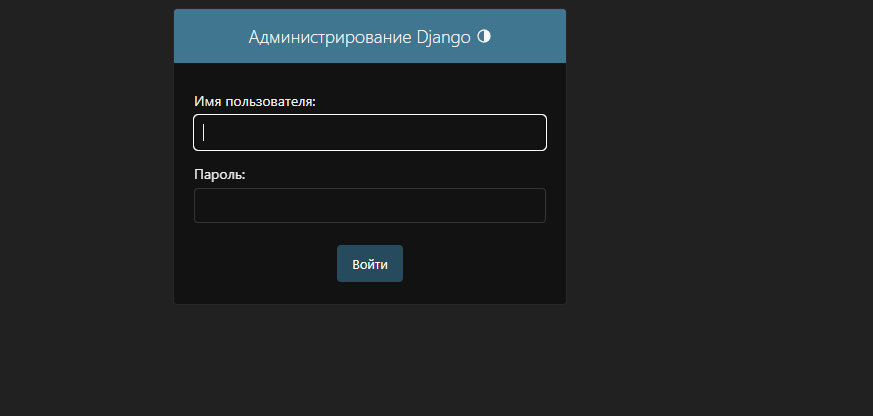 Администрирование Django
Имя пользователя:
Пароль:
Войти